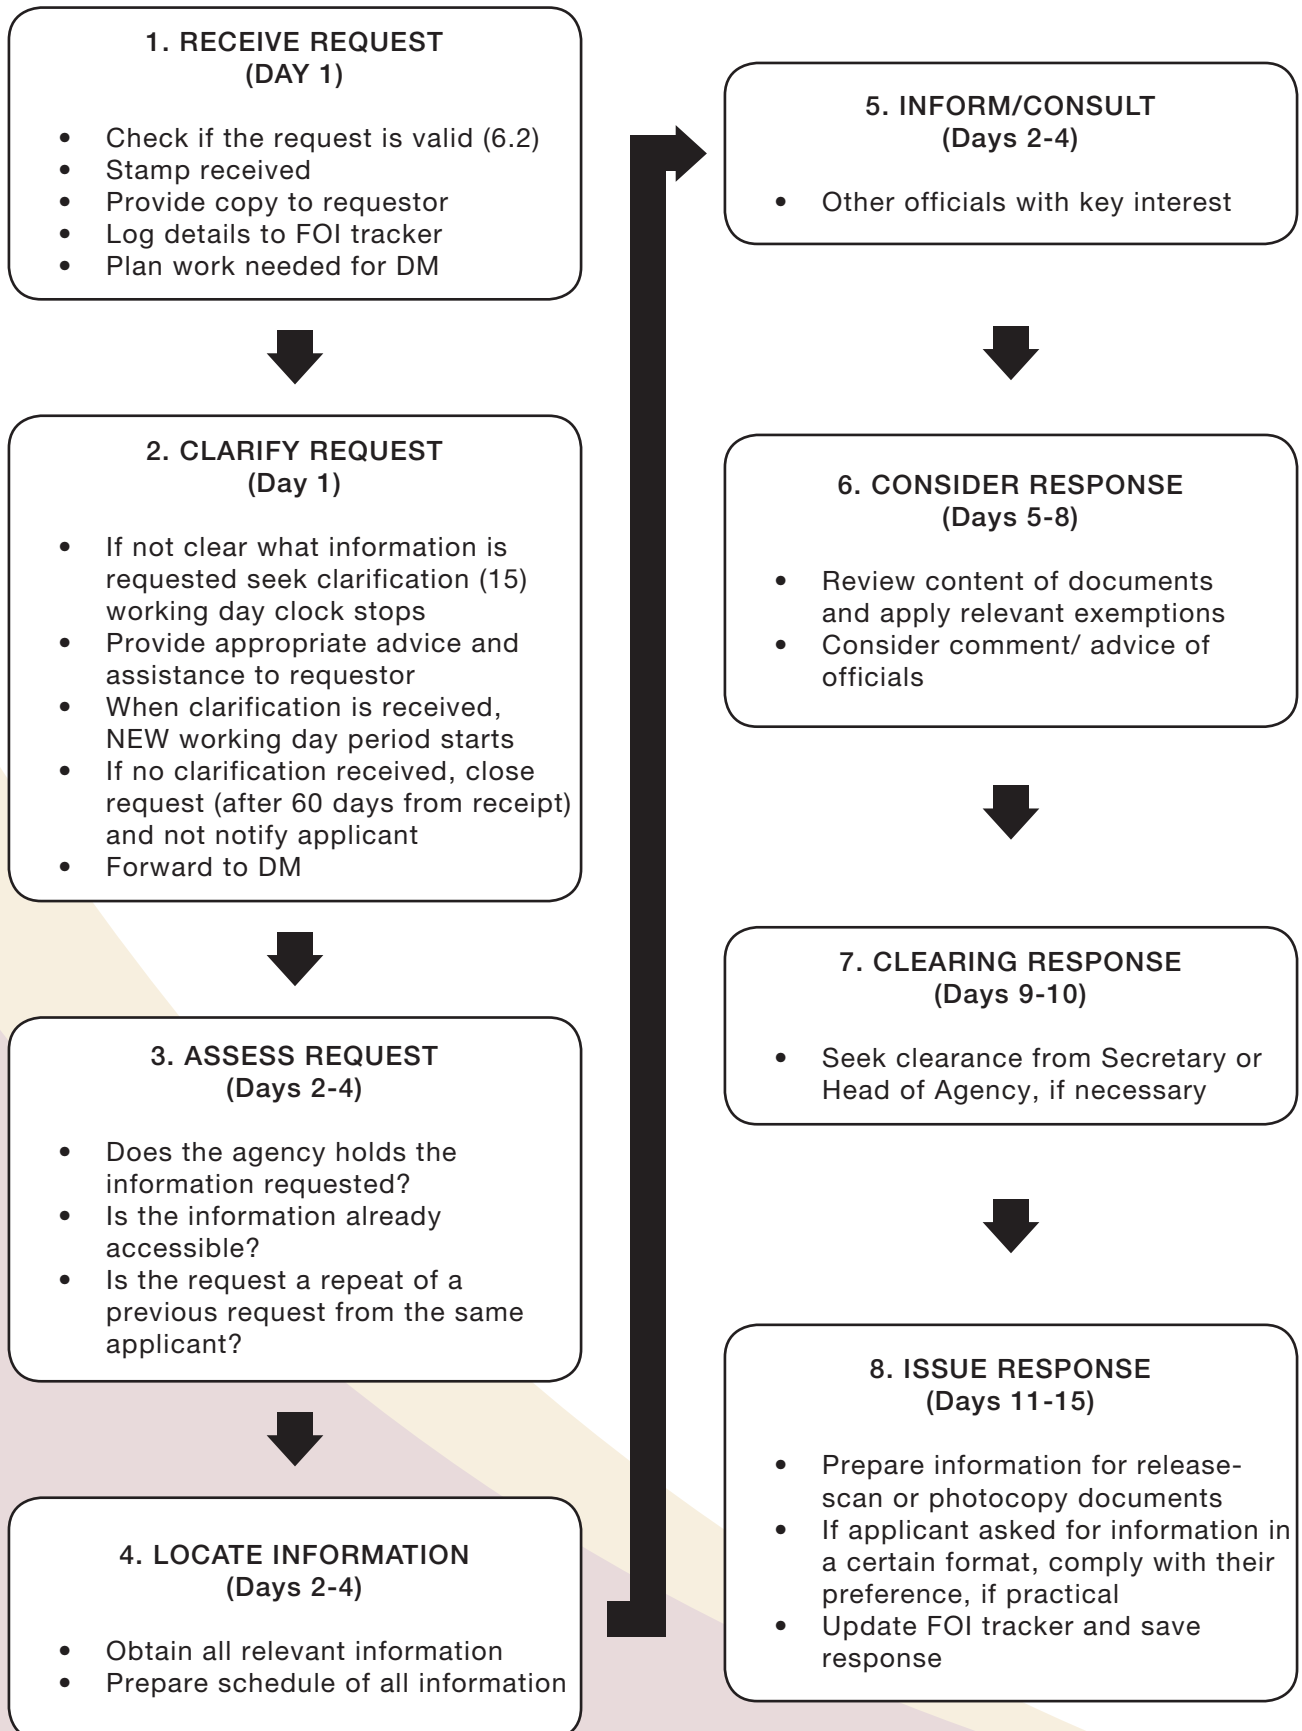 1. RECEIVE REQUEST
(DAY 1)
• Check if the request is valid (6.2)
• Stamp received
• Provide copy to requestor
• Log details to FOI tracker
• Plan work needed for DM
2. CLARIFY REQUEST
(Day 1)
• If not clear what information is
requested seek clarification (15)
working day clock stops
• Provide appropriate advice and
assistance to requestor
• When clarification is received,
NEW working day period starts
• If no clarification received, close
request (after 60 days from receipt)
and not notify applicant
• Forward to DM
3. ASSESS REQUEST
(Days 2-4)
• Does the agency holds the
information requested?
• Is the information already
accessible?
• Is the request a repeat of a
previous request from the same
applicant?
4. LOCATE INFORMATION
(Days 2-4)
• Obtain all relevant information
• Prepare schedule of all information
5. INFORM/CONSULT
(Days 2-4)
• Other officials with key interest
6. CONSIDER RESPONSE
(Days 5-8)
• Review content of documents
and apply relevant exemptions
• Consider comment/ advice of
officials
7. CLEARING RESPONSE
(Days 9-10)
• Seek clearance from Secretary or
Head of Agency, if necessary
8. ISSUE RESPONSE
(Days 11-15)
• Prepare information for release-
scan or photocopy documents
• If applicant asked for information in
a certain format, comply with their
preference, if practical
• Update FOI tracker and save
response